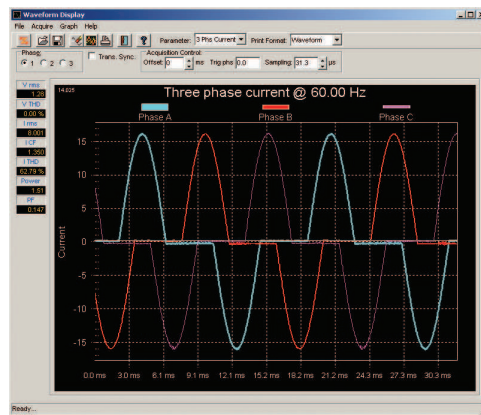 Waveform Display
File Acquire Graph Help
Parameter: 3 Phs Current Print Format: Waveform
Phase: Acquisition Control:
1 2 3 Trans. Sync. Offset: 0 ms Trig phs 0.0 Sampling: 31.3 µs
V rms
1.28
V THD
0.00 %
I rms
8.001
I CF
1.350
I THD
62.79 %
Power
1.51
PF
0.147
Three phase current @ 60.00 Hz
Phase A Phase B Phase C
15
10
5
0
-5
-10
-15
Current
0.0 ms 3.0 ms 6.1 ms 9.1 ms 12.1 ms 15.2 ms 18.2 ms 21.2 ms 24.3 ms 27.3 ms 30.3 ms
Ready...